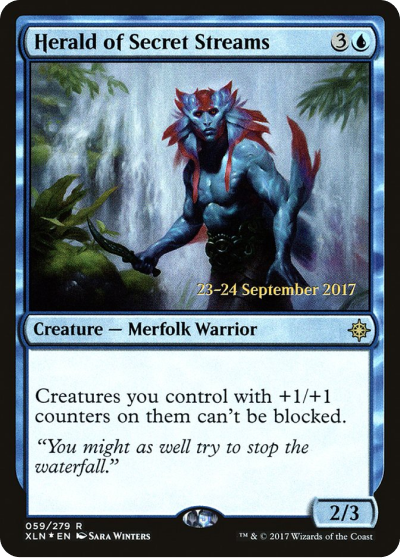 Herald of Secret Streams 3
23–24 September 2017
Creature — Merfolk Warrior
Creatures you control with +1/+1
counters on them can't be blocked.
“You might as well try to stop the
waterfall.”
2/3
059/279 R
XLN EN Sara Winters
™ & © 2017 Wizards of the Coast